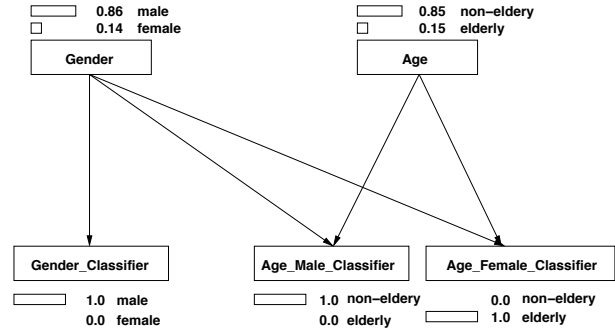 0.86 male
0.14 female
Gender
0.85 non-eldery
0.15 elderly
Age
Gender_Classifier
1.0 male
0.0 female
Age_Male_Classifier
1.0 non-eldery
0.0 elderly
Age_Female_Classifier
0.0 non-eldery
1.0 elderly